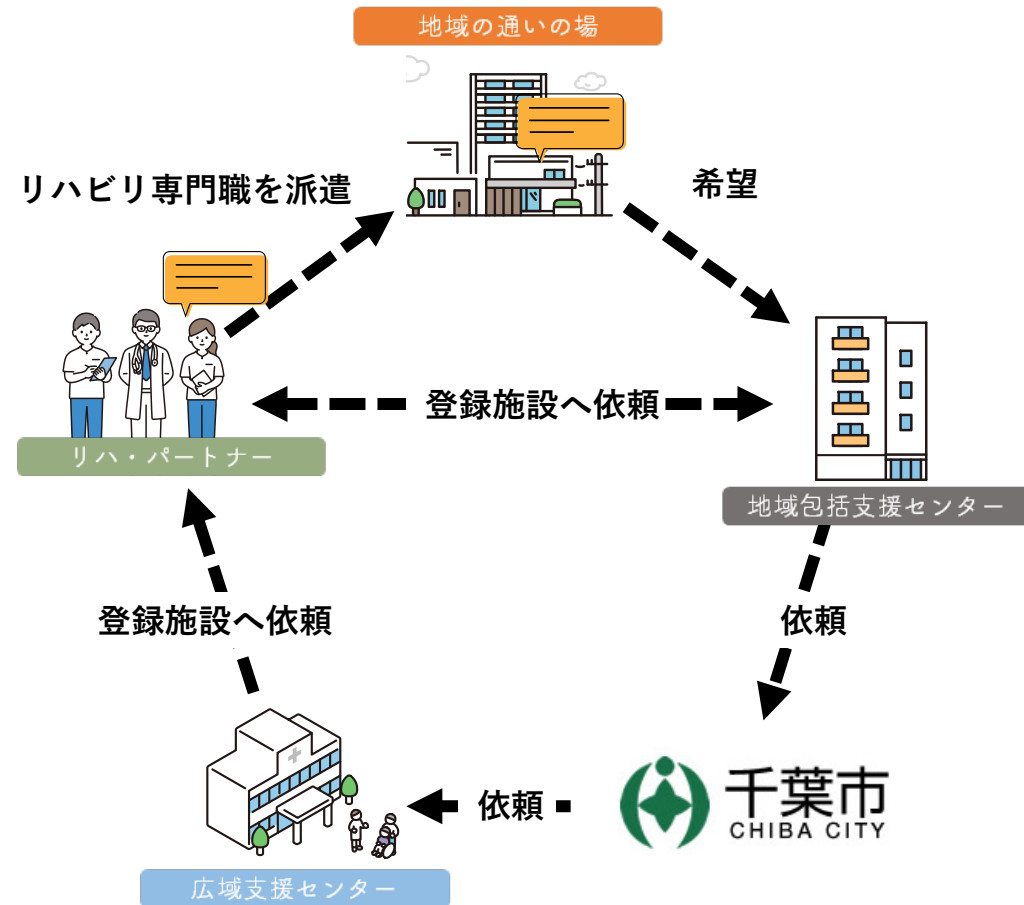 地域の通いの場
リハビリ専門職を派遣
希望
登録施設へ依頼
リハ・パートナー
地域包括支援センター
登録施設へ依頼
依頼
千葉市
CHIBA CITY
依頼
広域支援センター